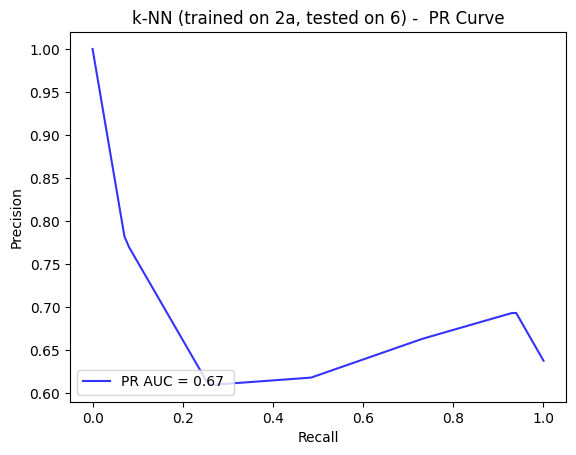 k-NN (trained on 2a, tested on 6) -  PR Curve
1.00
0.95
0.90
0.85
0.80
0.75
0.70
0.65
0.60
Precision
PR AUC = 0.67
0.0 0.2 0.4 0.6 0.8 1.0
Recall